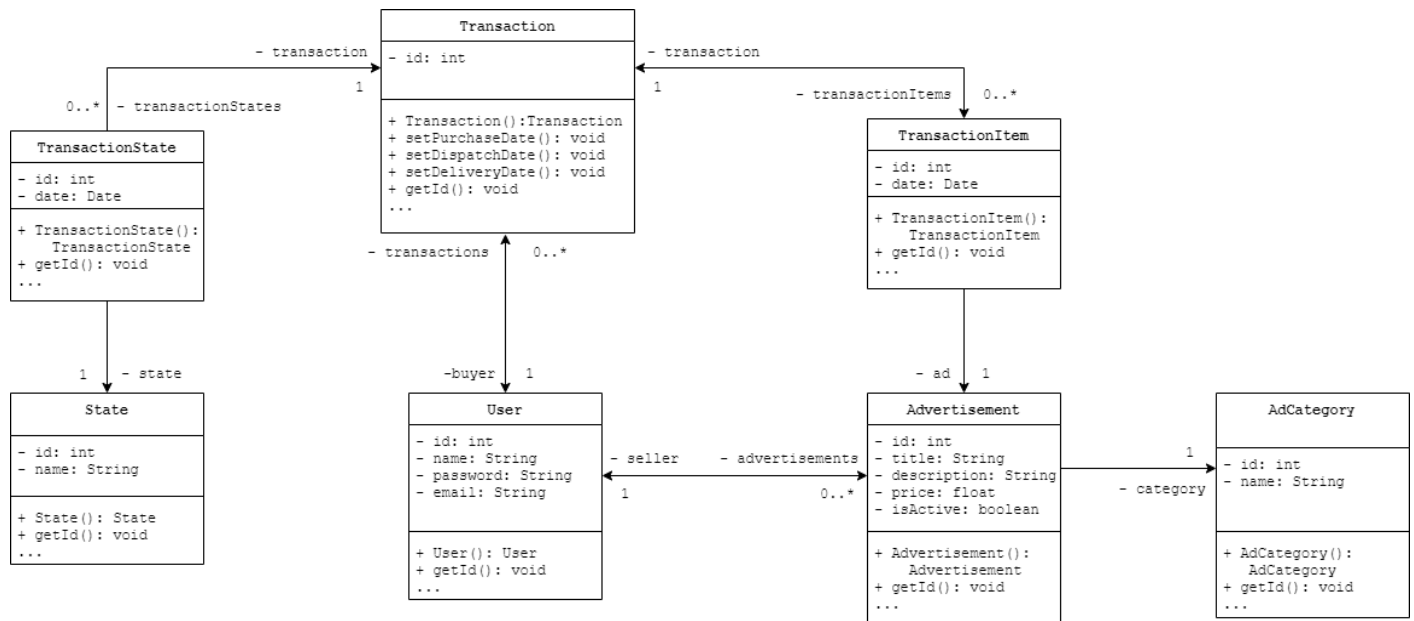 Transaction
- id: int
+ Transaction():Transaction
+ setPurchaseDate(): void
+ setDispatchDate(): void
+ setDeliveryDate(): void
+ getId(): void
...
- transaction
1
0..*
- transactionStates
- transaction
1
- transactionItems
0..*
TransactionState
- id: int
- date: Date
+ TransactionState():
TransactionState
+ getId(): void
...
TransactionItem
- id: int
- date: Date
+ TransactionItem():
TransactionItem
+ getId(): void
...
- transactions
0..*
1
- state
-buyer
1
- ad
1
State
- id: int
- name: String
+ State(): State
+ getId(): void
...
User
- id: int
- name: String
- password: String
- email: String
+ User(): User
+ getId(): void
...
- seller
1
- advertisements
0..*
Advertisement
- id: int
- title: String
- description: String
- price: float
- isActive: boolean
+ Advertisement():
Advertisement
+ getId(): void
...
1
- category
AdCategory
- id: int
- name: String
+ AdCategory():
AdCategory
+ getId(): void
...